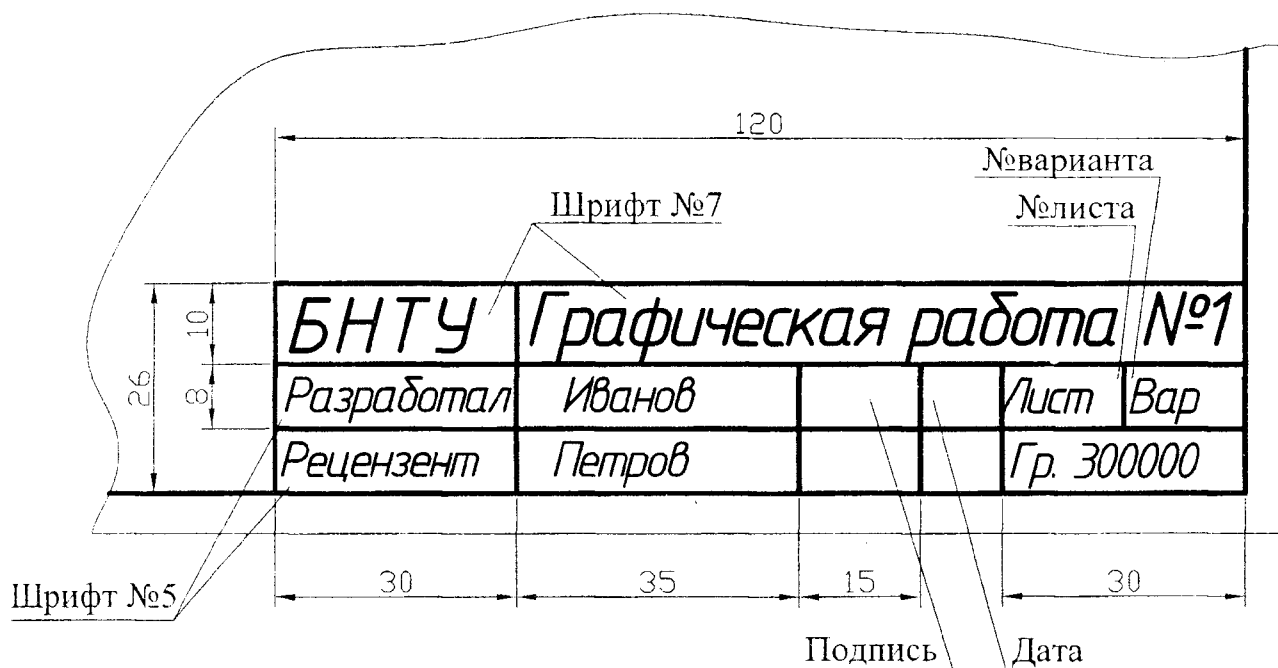 120
№варианта
Шрифт №7
№листа
БНТУ Графическая работа №1
10
26
8
Разработал Иванов Лист Вар
Рецензент Петров Гр. 300000
30 35 15 30
Шрифт №5
Подпись Дата